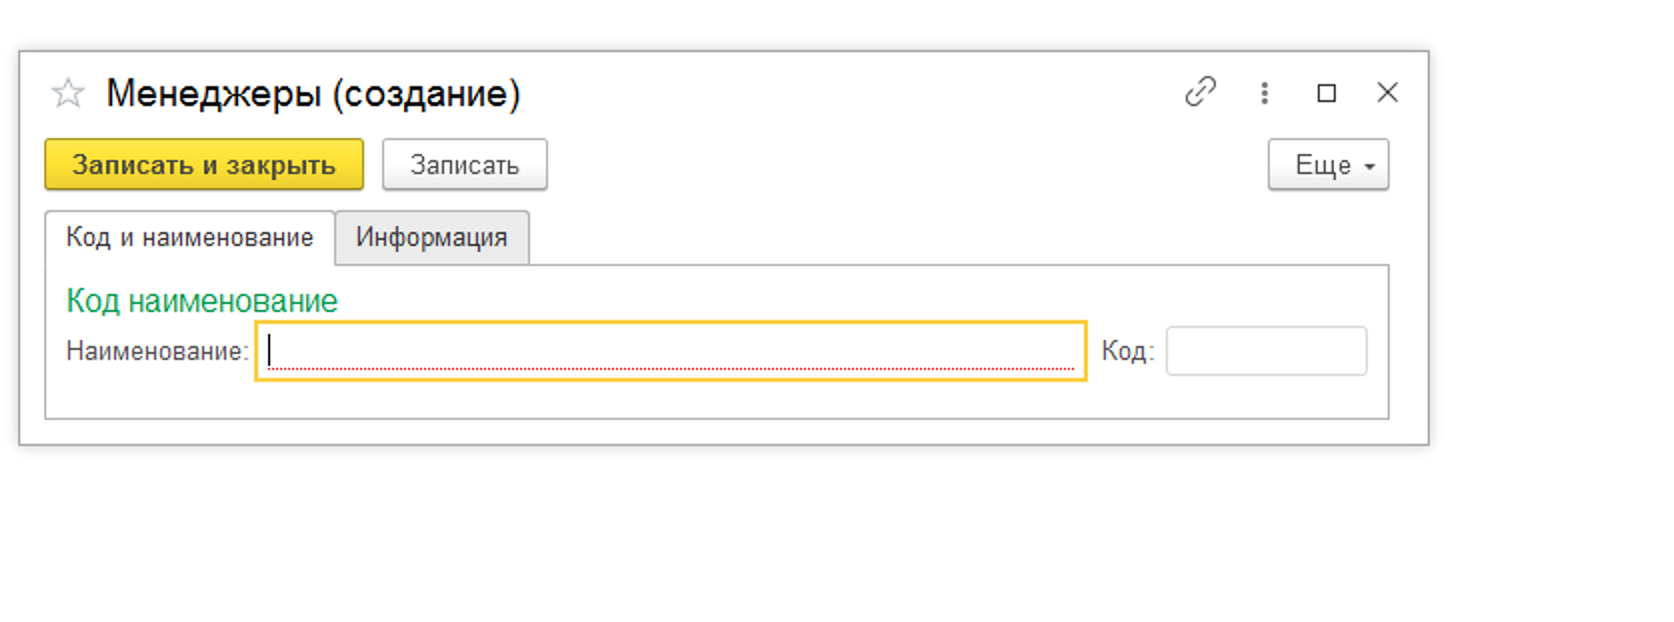 Менеджеры (создание)
Записать и закрыть Записать Еще
Код и наименование Информация
Код наименование
Наименование: Код: